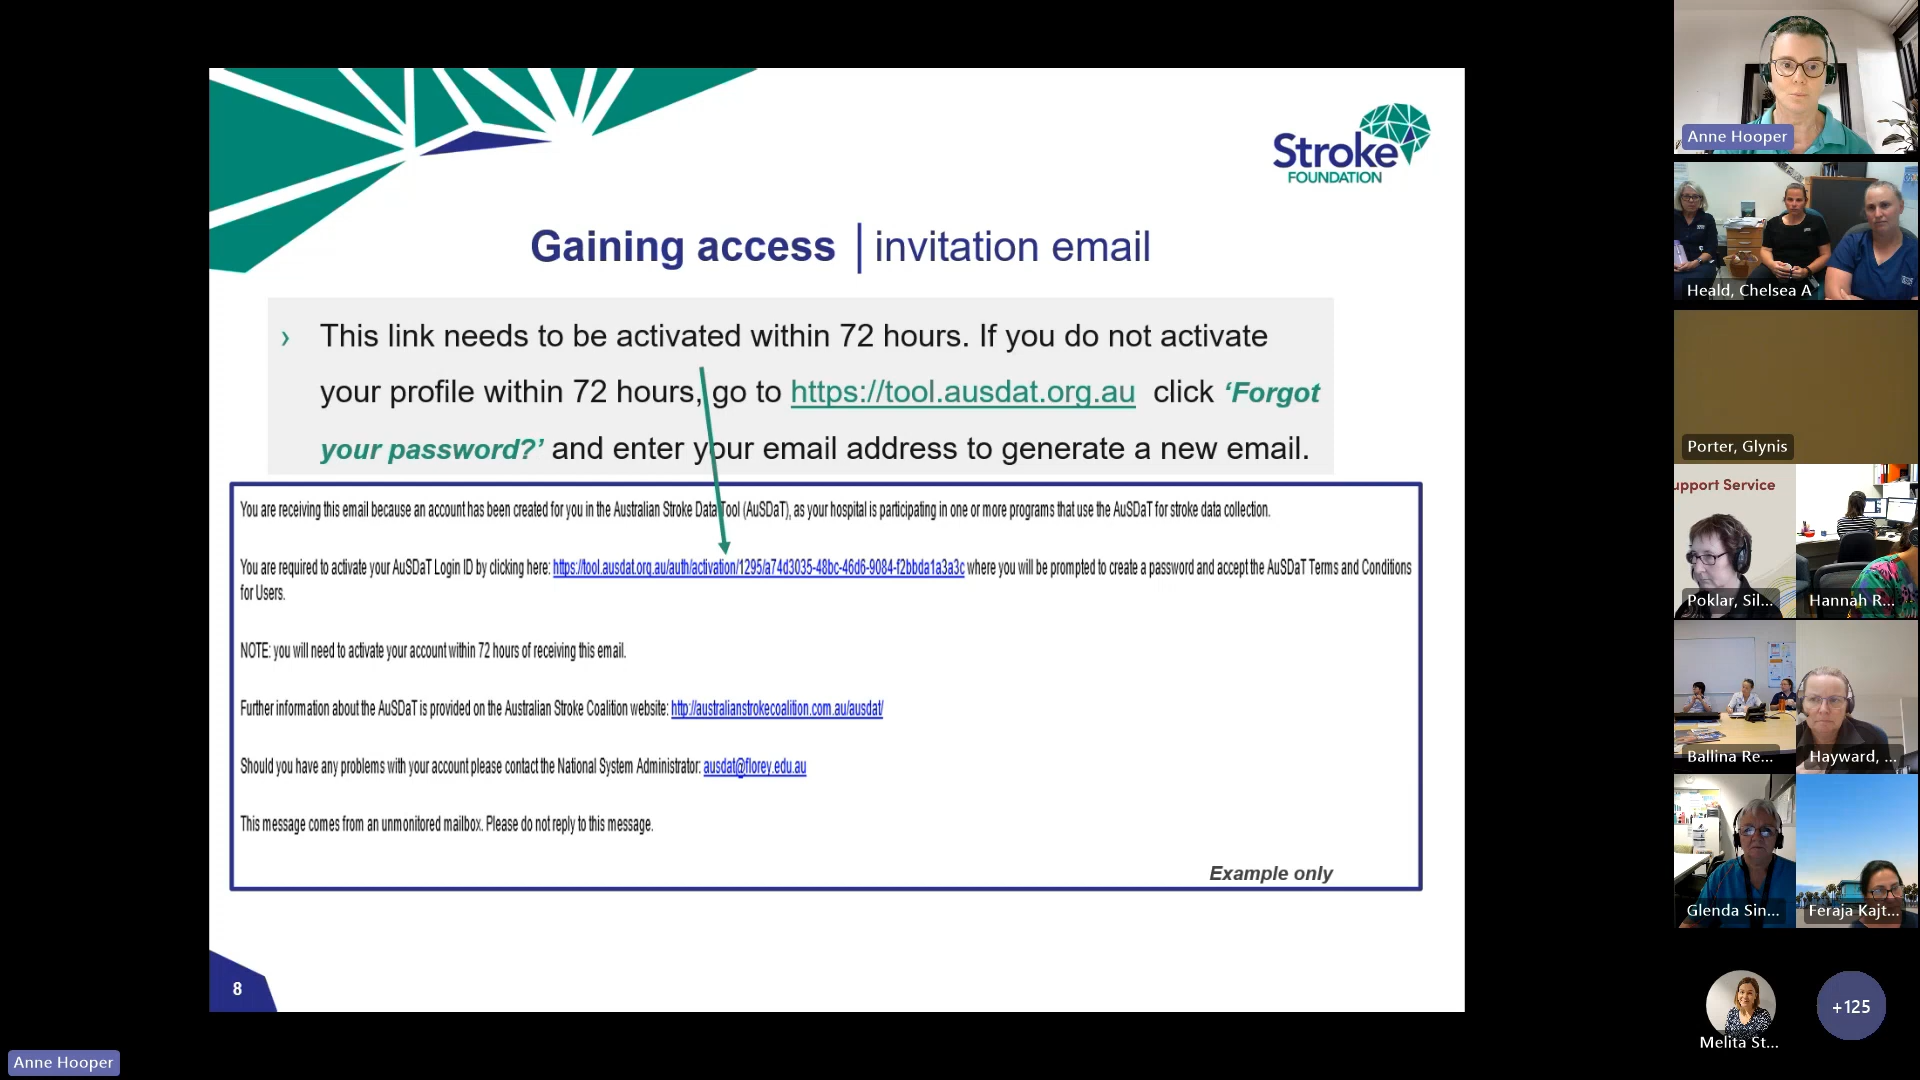 Stroke
FOUNDATION
Gaining access | invitation email
› This link needs to be activated within 72 hours. If you do not activate
your profile within 72 hours, go to https://tool.ausdat.org.au click ‘Forgot
your password?’ and enter your email address to generate a new email.
You are receiving this email because an account has been created for you in the Australian Stroke Data Tool (AuSDaT), as your hospital is participating in one or more programs that use the AuSDaT for stroke data collection.
You are required to activate your AuSDaT Login ID by clicking here: https://tool.ausdat.org.au/auth/activation/1295/a74d3035-48bc-46d6-9084-f2bbda1a3a3c where you will be prompted to create a password and accept the AuSDaT Terms and Conditions
for Users.
NOTE: you will need to activate your account within 72 hours of receiving this email.
Further information about the AuSDaT is provided on the Australian Stroke Coalition website: http://australianstrokecoalition.com.au/ausdat/
Should you have any problems with your account please contact the National System Administrator: ausdat@florey.edu.au
This message comes from an unmonitored mailbox. Please do not reply to this message.
Example only
8
Anne Hooper
Anne Hooper
Heald, Chelsea A
Porter, Glynis
upport Service
Poklar, Sil...
Hannah R...
Ballina Re...
Hayward, ...
Glenda Sin...
Feraja Kajt...
Melita St...
+125